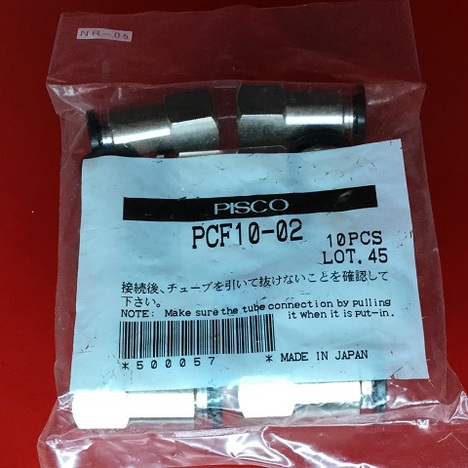 NR-05
PISCO
PCF10-02
10PCS
LOT. 45
接続後、チューブを引いて抜けないことを確認して
下さい。
NOTE: Make sure the tube connection by pulling
it when it is put-in.
*500057* MADE IN JAPAN